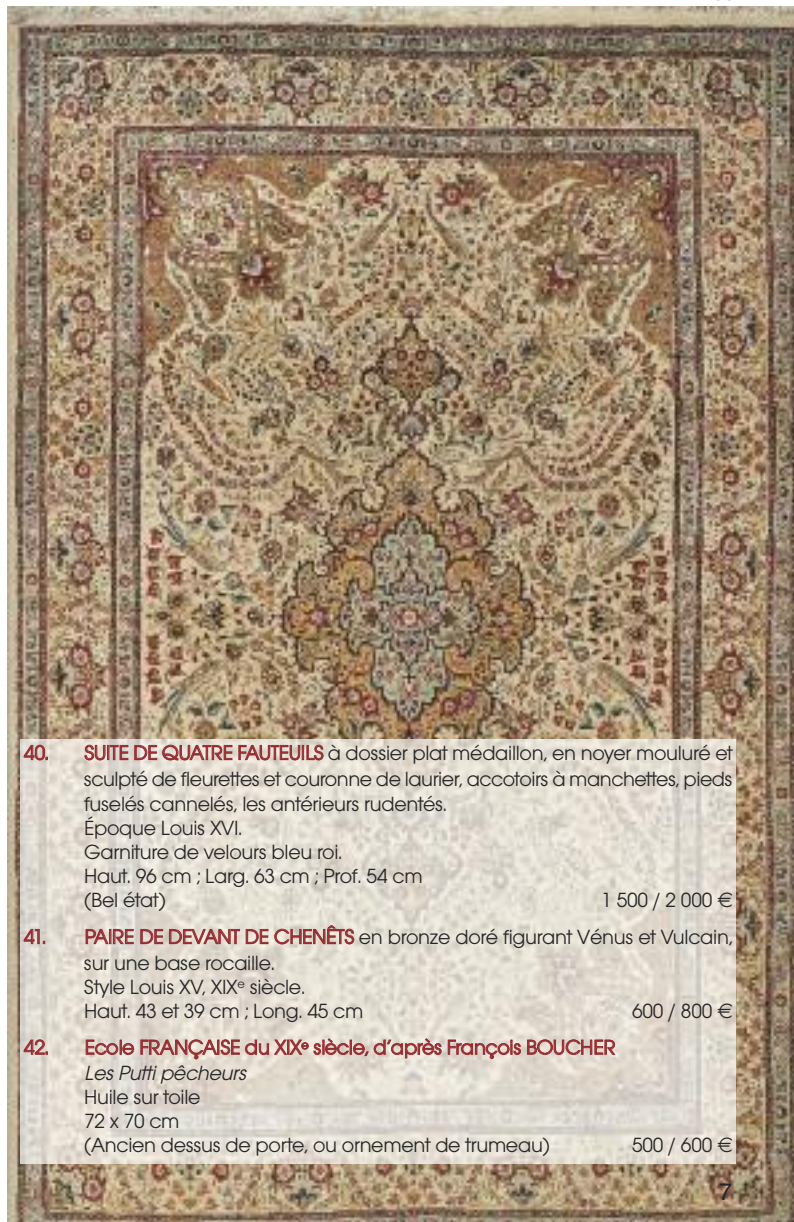 40. SUITE DE QUATRE FAUTEUILS à dossier plat médaillon, en noyer mouluré et
sculpté de fleurettes et couronne de laurier, accotoirs à manchettes, pieds
fuselés cannelés, les antérieurs rudentés.
Époque Louis XVI.
Garniture de velours bleu roi.
Haut. 96 cm ; Larg. 63 cm ; Prof. 54 cm
(Bel état) 1 500 / 2 000 €
41. PAIRE DE DEVANT DE CHENÊTS en bronze doré figurant Vénus et Vulcain,
sur une base rocaille.
Style Louis XV, XIXe siècle.
Haut. 43 et 39 cm ; Long. 45 cm 600 / 800 €
42. Ecole FRANÇAISE du XIXe siècle, d'après François BOUCHER
Les Putti pêcheurs
Huile sur toile
72 x 70 cm
(Ancien dessus de porte, ou ornement de trumeau) 500 / 600 €
7